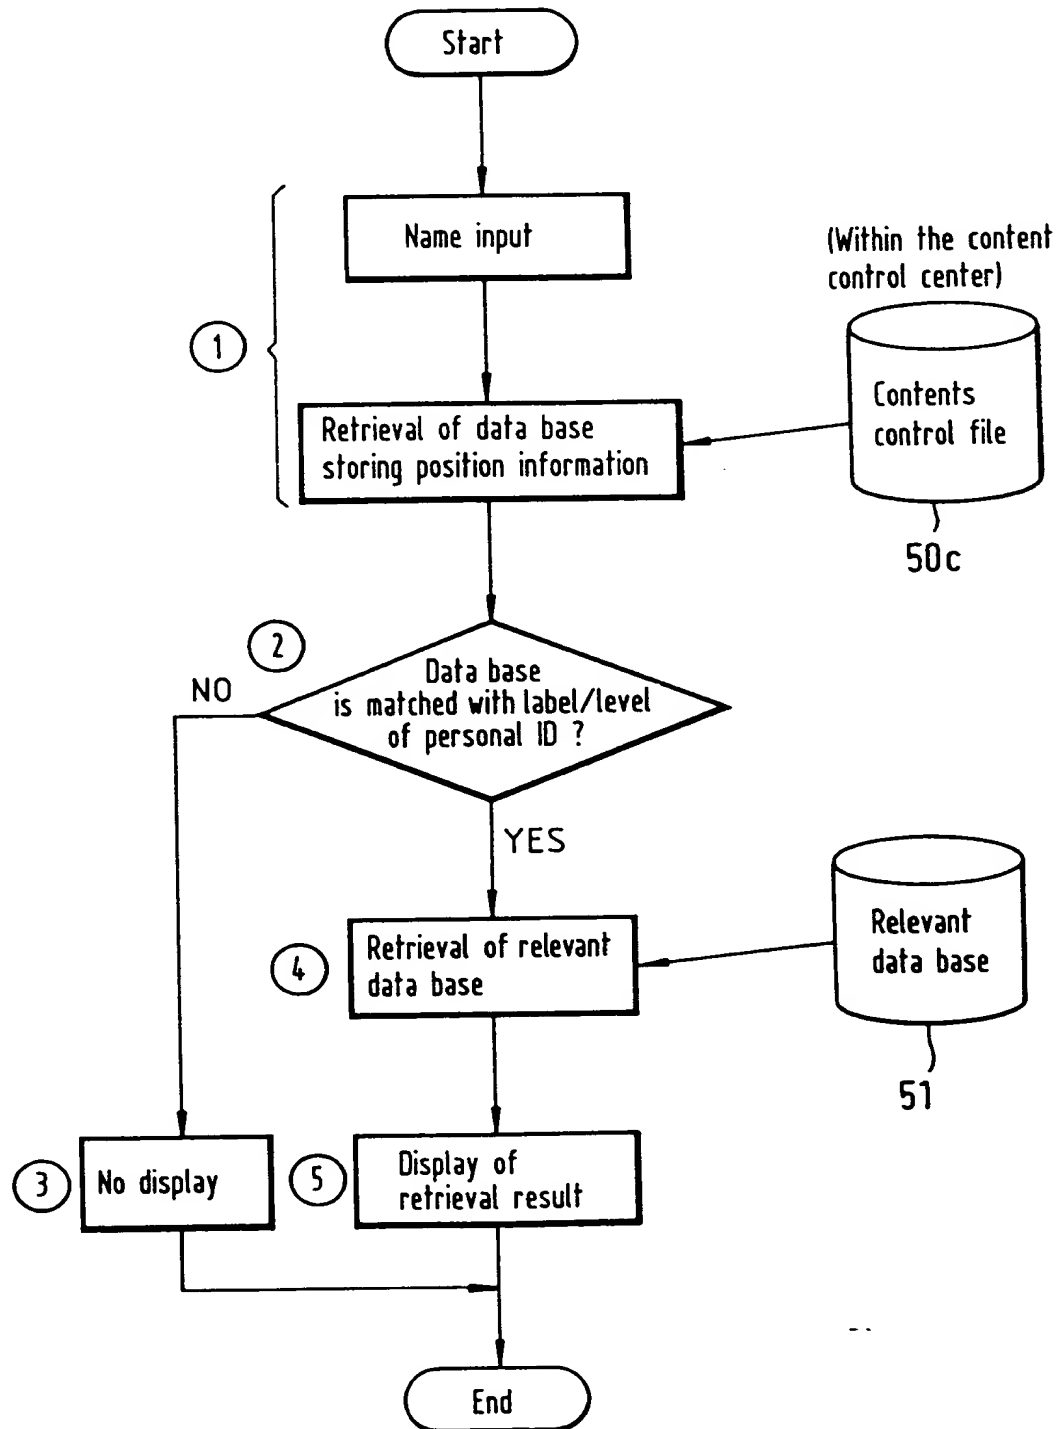 Start
Name input
(Within the content
control center)
1
Contents
control file
Retrieval of data base
storing position information
50c
2
Data base
is matched with label/level
of personal ID ?
NO
YES
Relevant
data base
4
Retrieval of relevant
data base
51
3
No display
5
Display of
retrieval result
End